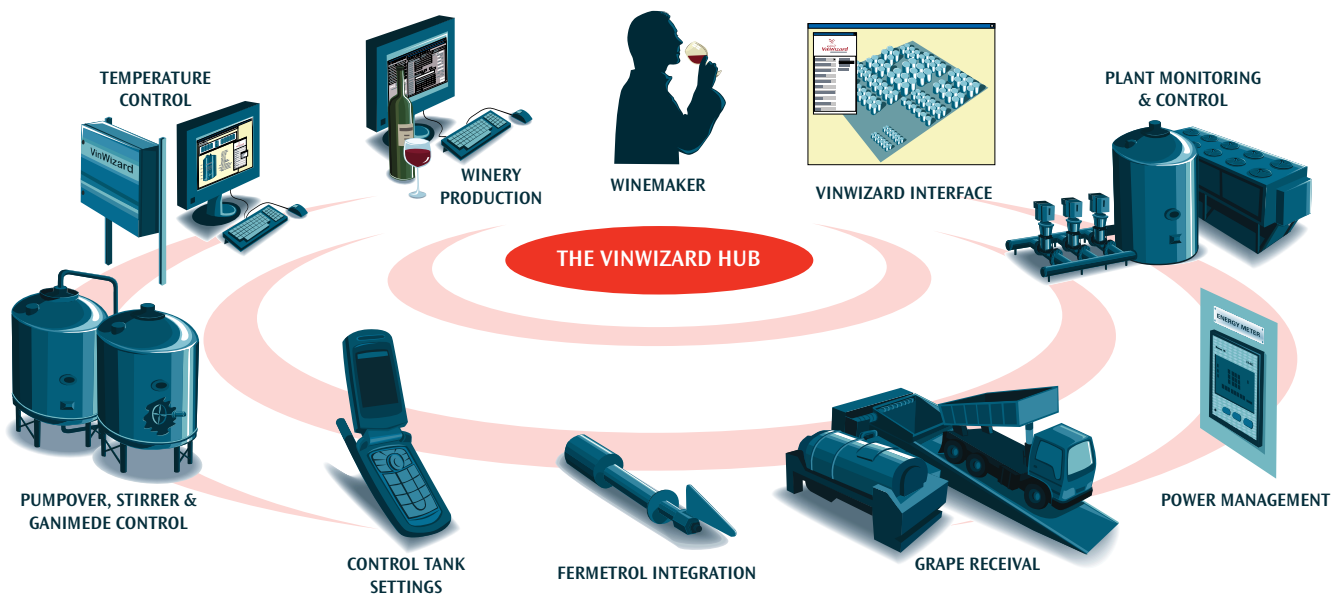 TEMPERATURE
CONTROL
VinWizard
WINERY
PRODUCTION
WINEMAKER
VINWIZARD
VINWIZARD INTERFACE
PLANT MONITORING
& CONTROL
THE VINWIZARD HUB
ENERGY METER
POWER MANAGEMENT
PUMPOVER, STIRRER &
GANIMEDE CONTROL
CONTROL TANK
SETTINGS
FERMETROL INTEGRATION
GRAPE RECEIVAL